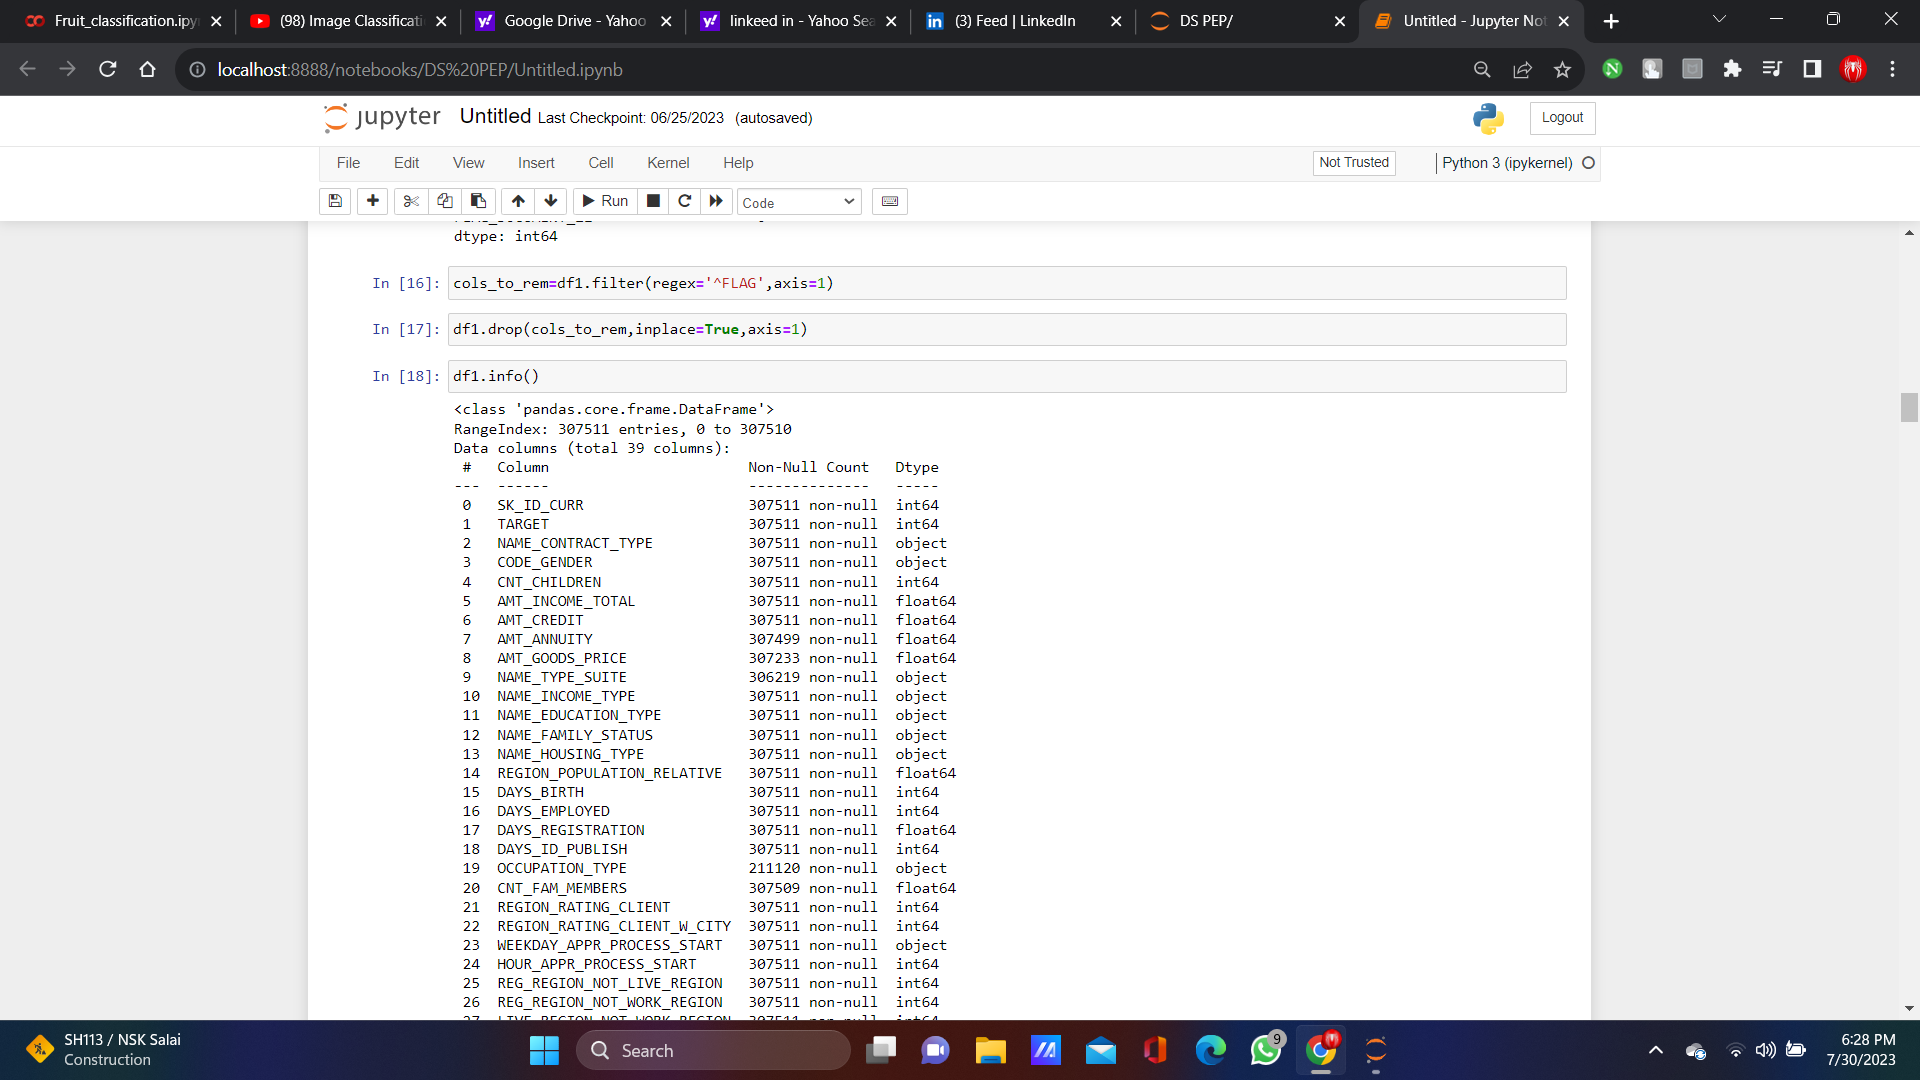 Fruit_classification.ipy
(98) Image Classificati
Google Drive - Yahoo
linkeed in - Yahoo Sea
(3) Feed | LinkedIn
DS PEP/
Untitled - Jupyter Not
localhost:8888/notebooks/DS%20PEP/Untitled.ipynb
jupyter Untitled Last Checkpoint: 06/25/2023 (autosaved)
Logout
File Edit View Insert Cell Kernel Help
Not Trusted Python 3 (ipykernel)
Run Code
dtype: int64
In [16]: cols_to_rem=df1.filter(regex='^FLAG',axis=1)
In [17]: df1.drop(cols_to_rem,inplace=True,axis=1)
In [18]: df1.info()
<class 'pandas.core.frame.DataFrame'>
RangeIndex: 307511 entries, 0 to 307510
Data columns (total 39 columns):
# Column Non-Null Count Dtype
--- ------ -------------- -----
0 SK_ID_CURR 307511 non-null int64
1 TARGET 307511 non-null int64
2 NAME_CONTRACT_TYPE 307511 non-null object
3 CODE_GENDER 307511 non-null object
4 CNT_CHILDREN 307511 non-null int64
5 AMT_INCOME_TOTAL 307511 non-null float64
6 AMT_CREDIT 307511 non-null float64
7 AMT_ANNUITY 307499 non-null float64
8 AMT_GOODS_PRICE 307233 non-null float64
9 NAME_TYPE_SUITE 306219 non-null object
10 NAME_INCOME_TYPE 307511 non-null object
11 NAME_EDUCATION_TYPE 307511 non-null object
12 NAME_FAMILY_STATUS 307511 non-null object
13 NAME_HOUSING_TYPE 307511 non-null object
14 REGION_POPULATION_RELATIVE 307511 non-null float64
15 DAYS_BIRTH 307511 non-null int64
16 DAYS_EMPLOYED 307511 non-null int64
17 DAYS_REGISTRATION 307511 non-null float64
18 DAYS_ID_PUBLISH 307511 non-null int64
19 OCCUPATION_TYPE 211120 non-null object
20 CNT_FAM_MEMBERS 307509 non-null float64
21 REGION_RATING_CLIENT 307511 non-null int64
22 REGION_RATING_CLIENT_W_CITY 307511 non-null int64
23 WEEKDAY_APPR_PROCESS_START 307511 non-null object
24 HOUR_APPR_PROCESS_START 307511 non-null int64
25 REG_REGION_NOT_LIVE_REGION 307511 non-null int64
26 REG_REGION_NOT_WORK_REGION 307511 non-null int64
27 LIVE_REGION_NOT_WORK_REGION 307511 non-null int64
SH113 / NSK Salai
Construction
Search
9
6:28 PM
7/30/2023